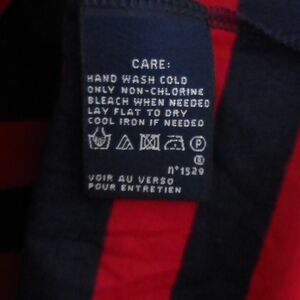 CARE:
HAND WASH COLD
ONLY NON-CHLORINE
BLEACH WHEN NEEDED
LAY FLAT TO DRY
COOL IRON IF NEEDED
P
n°1529
VOIR AU VERSO
POUR ENTRETIEN